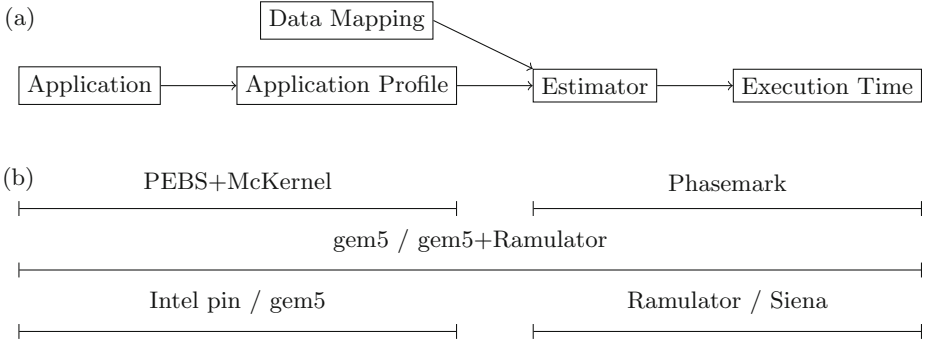 (a)
Data Mapping
Application
Application Profile
Estimator
Execution Time
(b)
PEBS+McKernel
Phasemark
gem5 / gem5+Ramulator
Intel pin / gem5
Ramulator / Siena